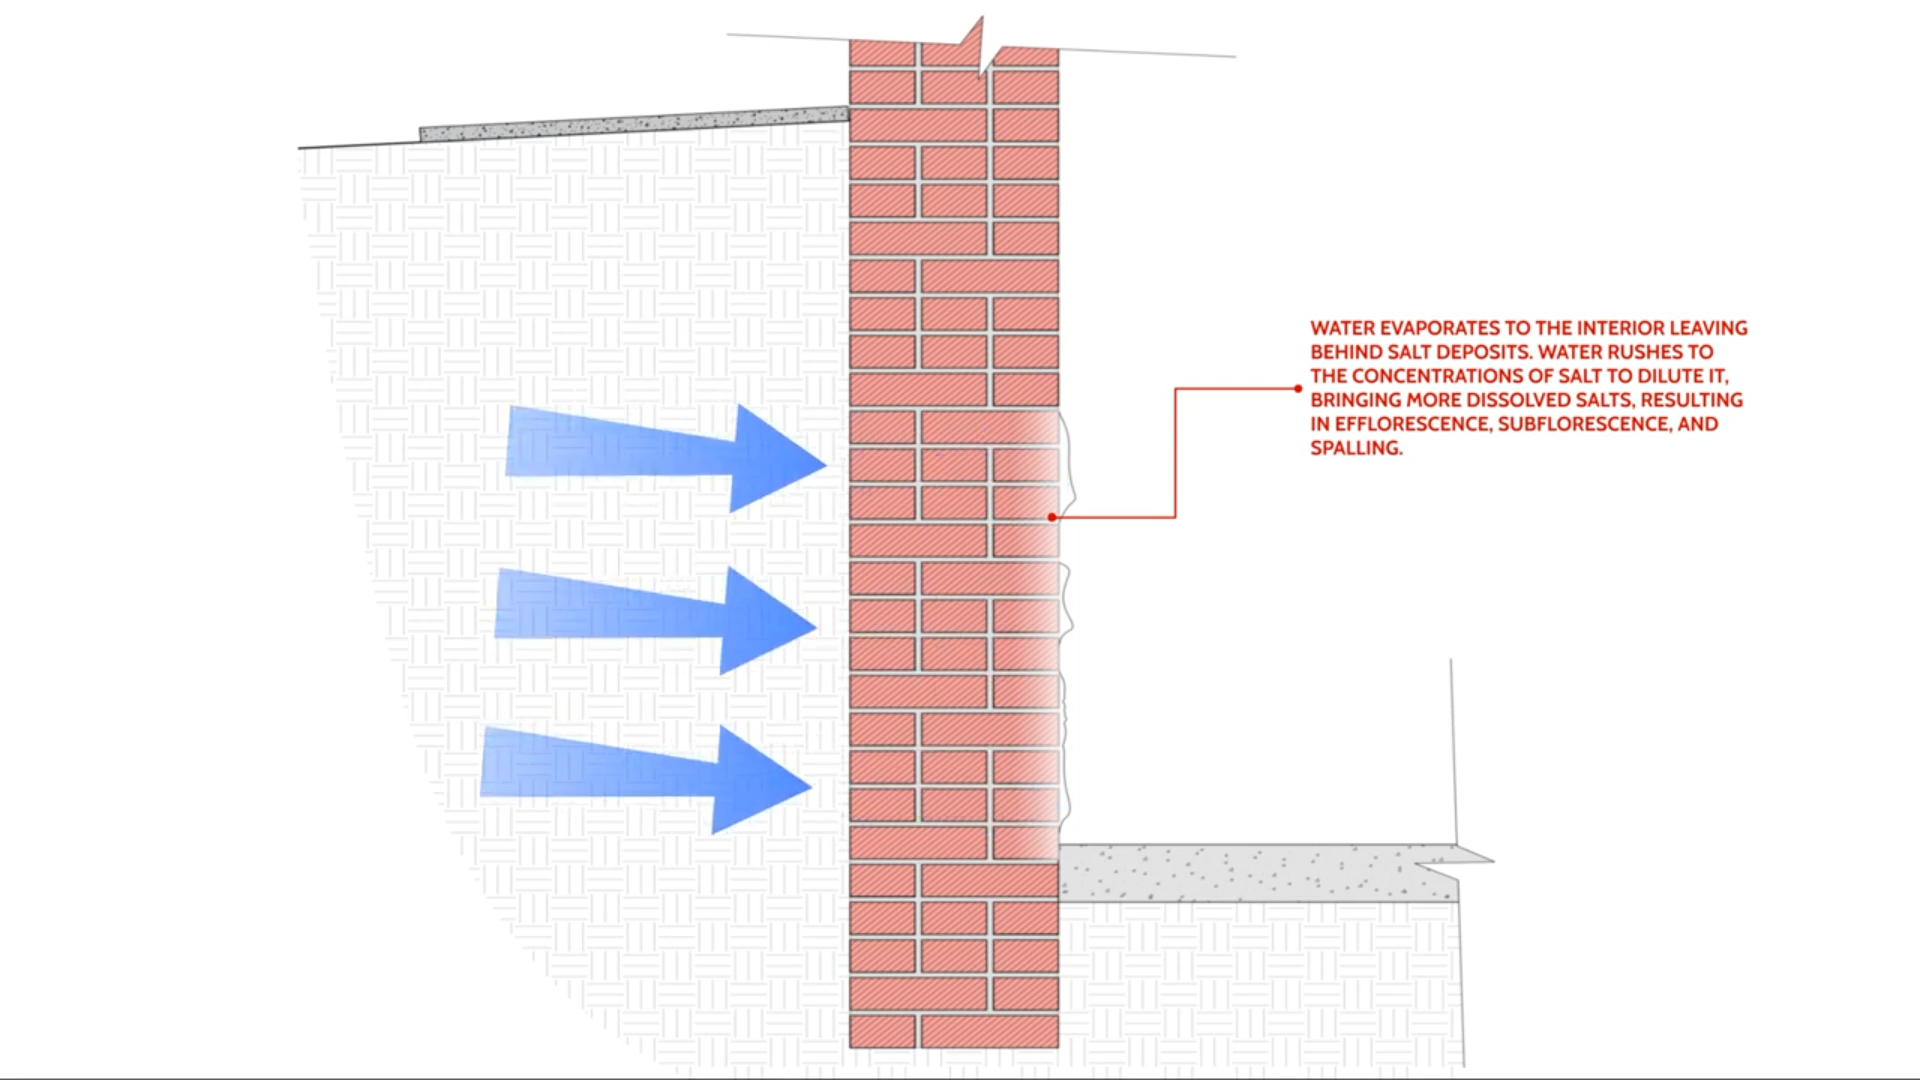 WATER EVAPORATES TO THE INTERIOR LEAVING
BEHIND SALT DEPOSITS. WATER RUSHES TO
THE CONCENTRATIONS OF SALT TO DILUTE IT,
BRINGING MORE DISSOLVED SALTS, RESULTING
IN EFFLORESCENCE, SUBFLORESCENCE, AND
SPALLING.